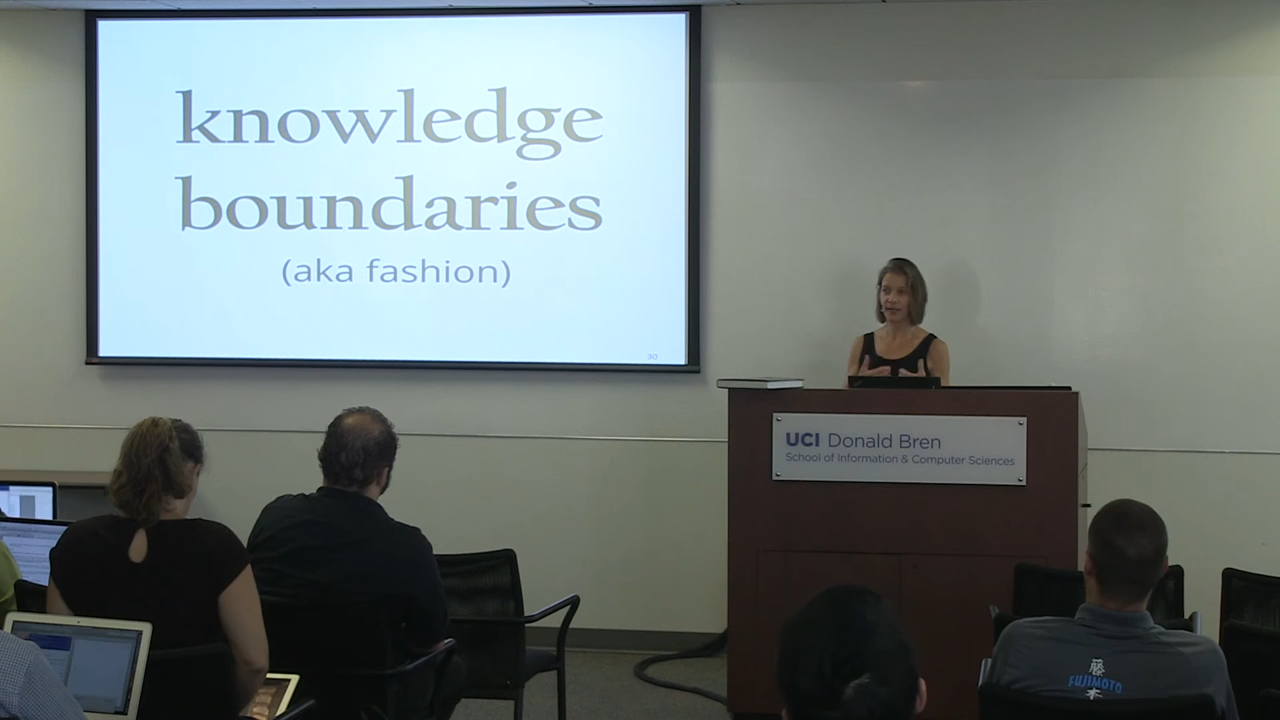 knowledge
boundaries
(aka fashion)
30
UCI Donald Bren
School of Information & Computer Sciences
藤
FUJIMOTO
本